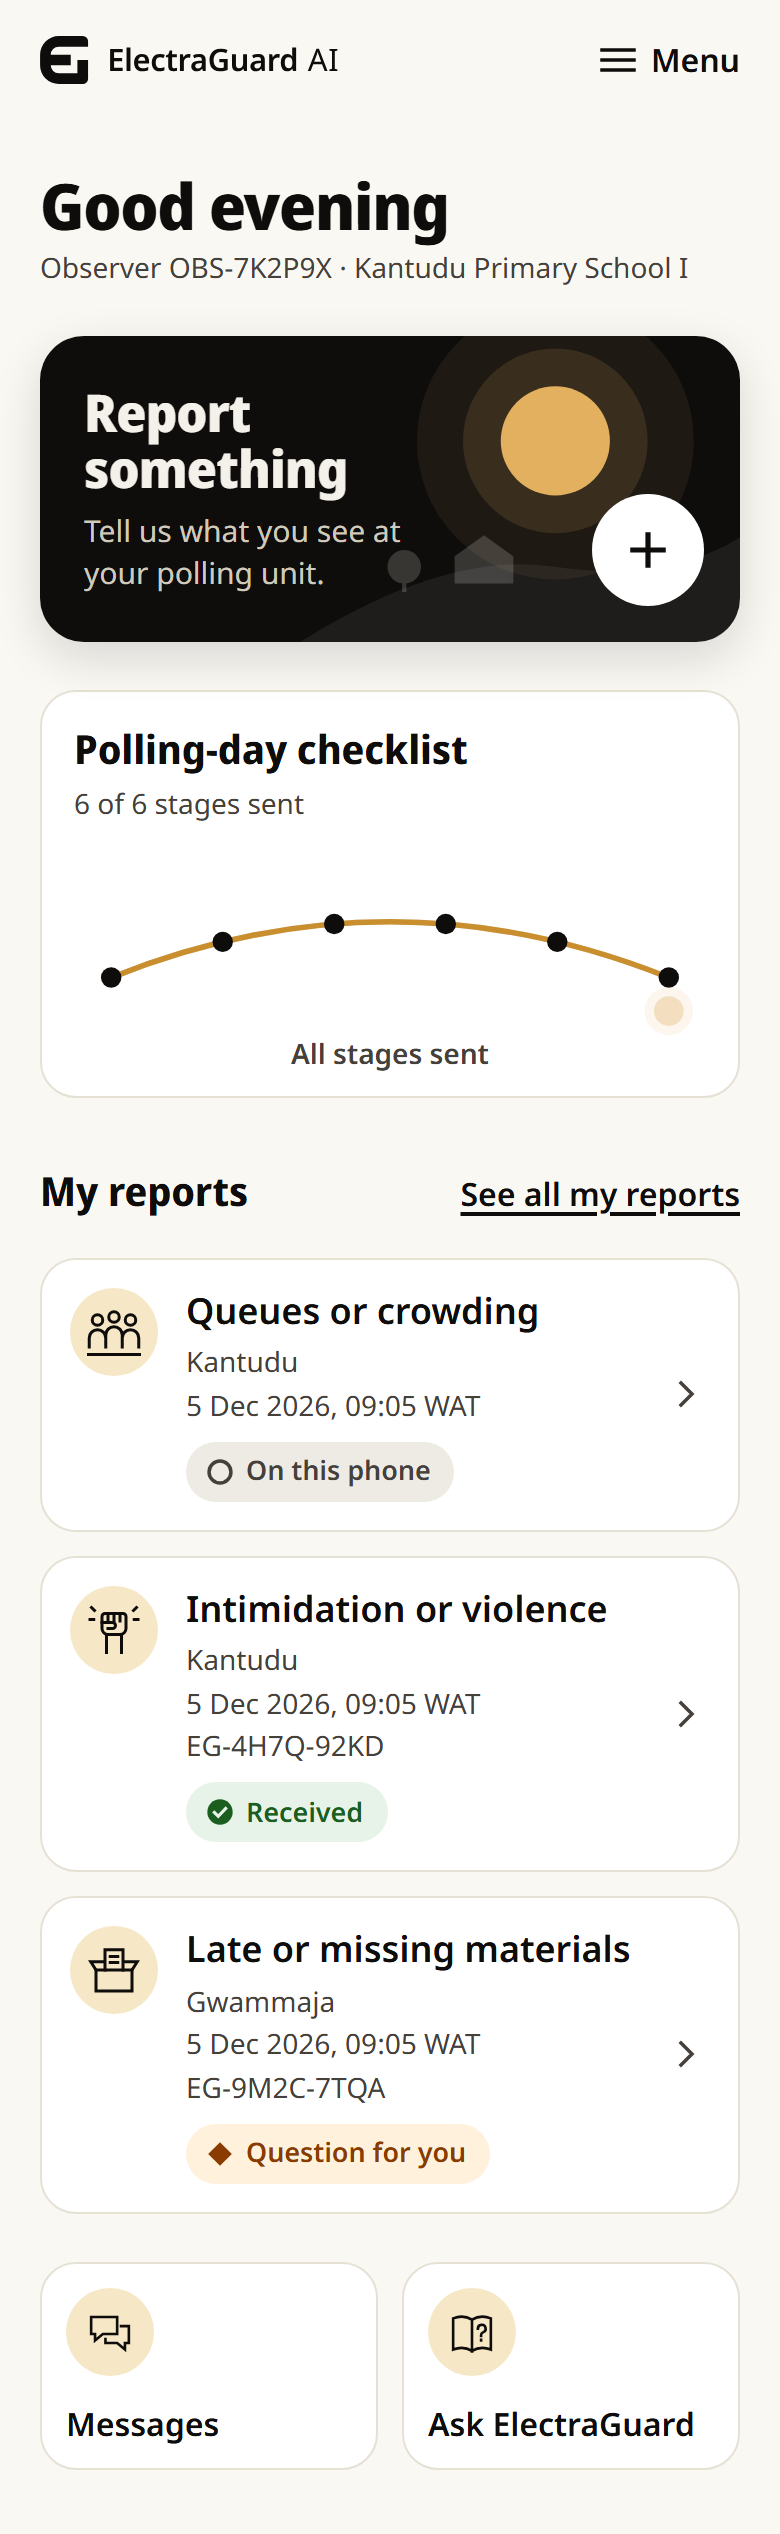 ElectraGuard AI
Menu
Good evening
Observer OBS-7K2P9X · Kantudu Primary School I
Report
something
Tell us what you see at
your polling unit.
Polling-day checklist
6 of 6 stages sent
All stages sent
My reports
See all my reports
Queues or crowding
Kantudu
5 Dec 2026, 09:05 WAT
On this phone
Intimidation or violence
Kantudu
5 Dec 2026, 09:05 WAT
EG-4H7Q-92KD
Received
Late or missing materials
Gwammaja
5 Dec 2026, 09:05 WAT
EG-9M2C-7TQA
Question for you
Messages
Ask ElectraGuard